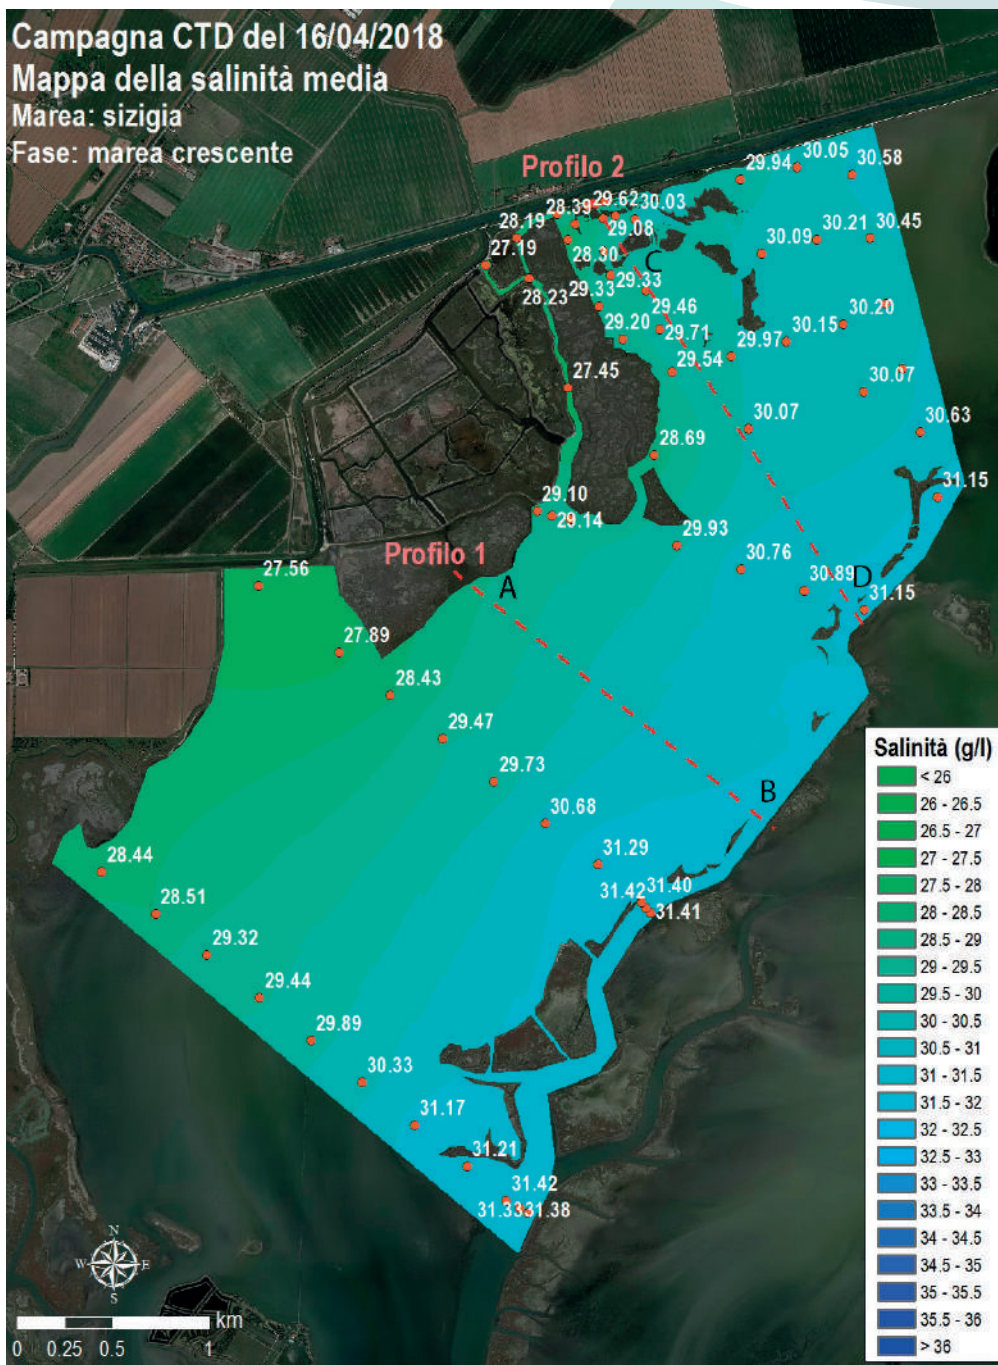 Campagna CTD del 16/04/2018
Mappa della salinità media
Marea: sizigia
Fase: marea crescente
Profilo 2
30.05
29.94
30.58
29.62
30.03
28.39
28.19
29.08
30.21
30.45
30.09
28.30
27.19
C
28.23
29.33
29.33
29.46
30.20
29.20
29.71
30.15
29.97
29.54
27.45
30.07
30.07
30.63
28.69
31.15
29.10
29.14
29.93
Profilo 1
30.76
27.56
A
30.89
D
31.15
27.89
28.43
29.47
29.73
B
30.68
31.29
28.44
31.42
31.40
31.41
28.51
29.32
29.44
29.89
30.33
31.17
31.21
31.42
31.33
31.38
Salinità (g/l)
< 26
26 - 26.5
26.5 - 27
27 - 27.5
27.5 - 28
28 - 28.5
28.5 - 29
29 - 29.5
29.5 - 30
30 - 30.5
30.5 - 31
31 - 31.5
31.5 - 32
32 - 32.5
32.5 - 33
33 - 33.5
33.5 - 34
34 - 34.5
34.5 - 35
35 - 35.5
35.5 - 36
> 36
N
W
E
S
km
0 0.25 0.5 1